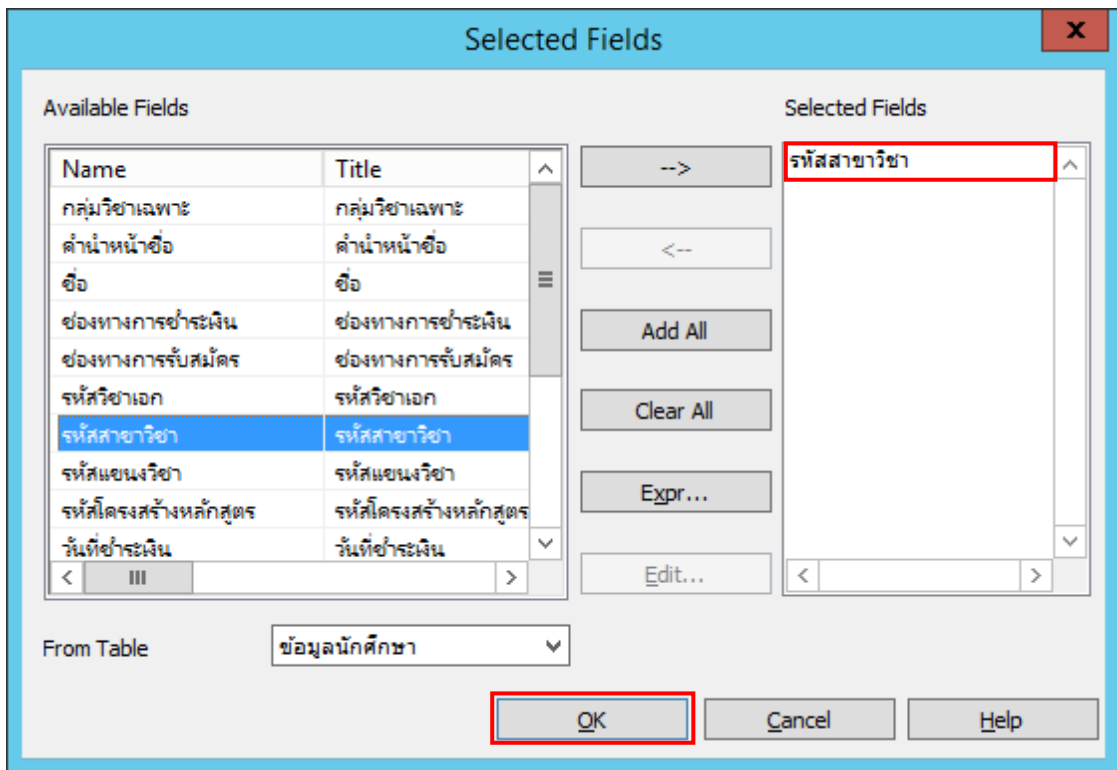 Selected Fields
x
Available Fields
Selected Fields
Name Title
กลุ่มวิชาเฉพาะ กลุ่มวิชาเฉพาะ
คำนำหน้าชื่อ คำนำหน้าชื่อ
ชื่อ ชื่อ
ช่องทางการชำระเงิน ช่องทางการชำระเงิน
ช่องทางการรับสมัคร ช่องทางการรับสมัคร
รหัสวิชาเอก รหัสวิชาเอก
รหัสสาขาวิชา รหัสสาขาวิชา
รหัสแขนงวิชา รหัสแขนงวิชา
รหัสโครงสร้างหลักสูตร รหัสโครงสร้างหลักสูตร
วันที่ชำระเงิน วันที่ชำระเงิน
-->
<--
Add All
Clear All
Expr...
Edit...
รหัสสาขาวิชา
From Table ข้อมูลนักศึกษา
OK Cancel Help